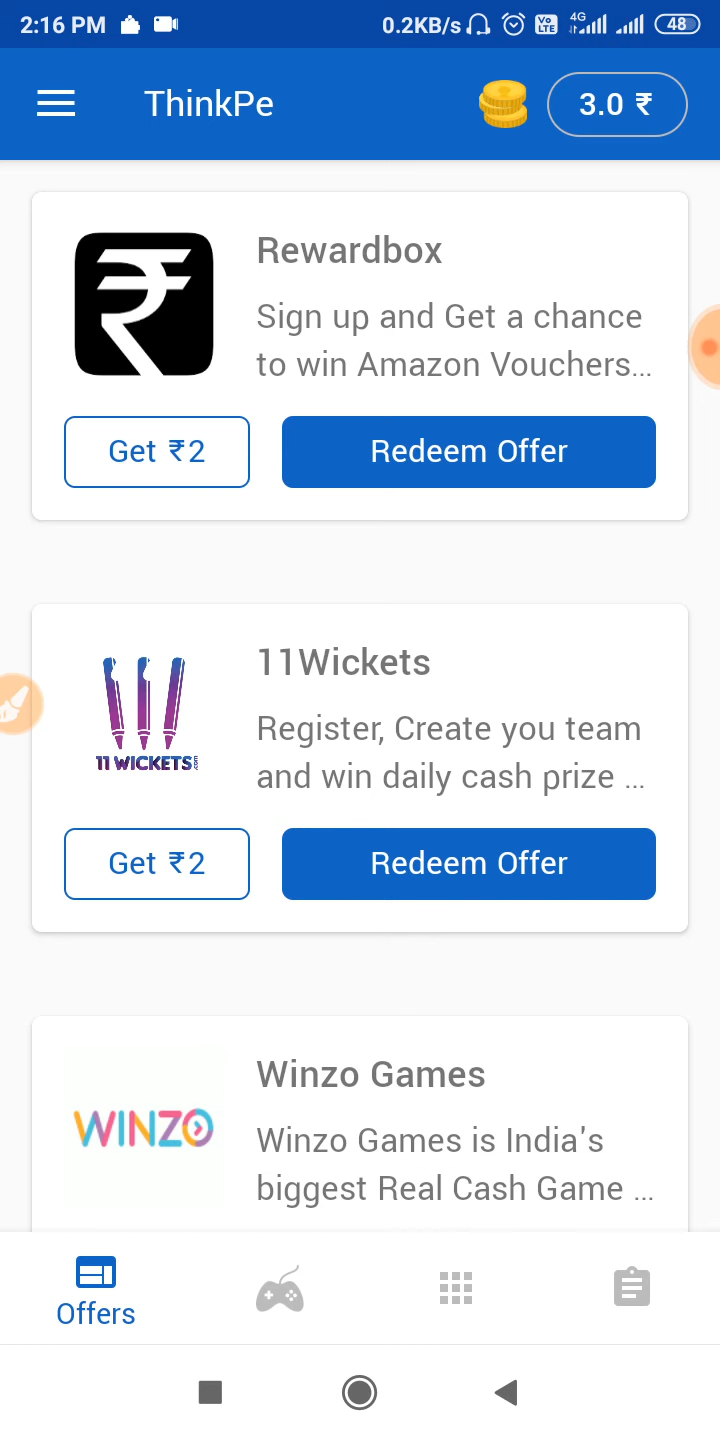 2:16 PM 0.2KB/s Vo LTE 4G 48
ThinkPe 3.0 ₹
₹
Rewardbox
Sign up and Get a chance
to win Amazon Vouchers...
Get ₹2 Redeem Offer
11Wickets
Register, Create you team
and win daily cash prize ...
11 WICKETS
Get ₹2 Redeem Offer
Winzo Games
WINZO
Winzo Games is India's
biggest Real Cash Game ...
Offers